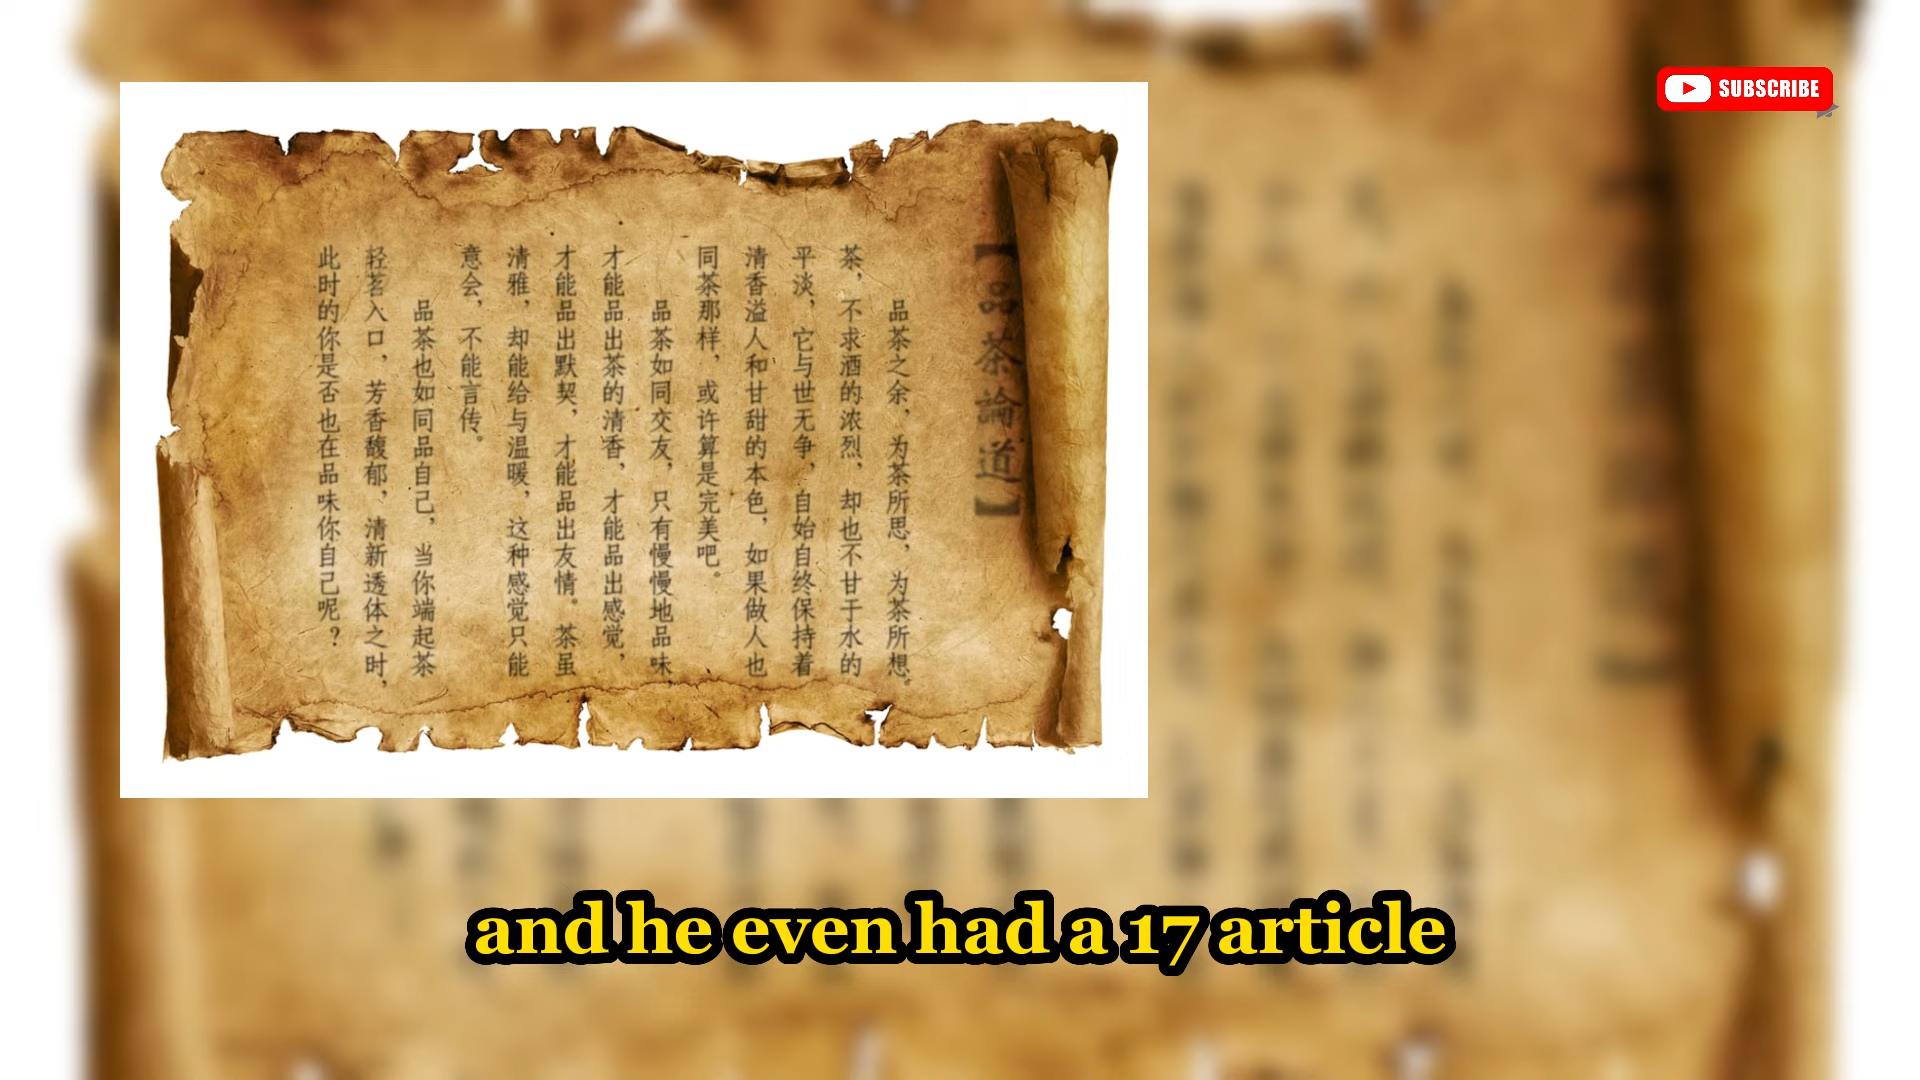 【品茶論道】
品茶之余，为茶所思，为茶所想。
茶，不求酒的浓烈，却也不甘于水的
平淡，它与世无争，自始自终保持着
清香溢人和甘甜的本色，如果做人也
同茶那样，或许算是完美吧。
品茶如同交友，只有慢慢地品味
才能品出茶的清香，才能品出感觉，
才能品出默契，才能品出友情。茶虽
清雅，却能给与温暖，这种感觉只能
意会，不能言传。
品茶也如同品自己，当你端起茶
轻茗入口，芳香馥郁，清新透体之时，
此时的你是否也在品味你自己呢？
SUBSCRIBE
and he even had a 17 article